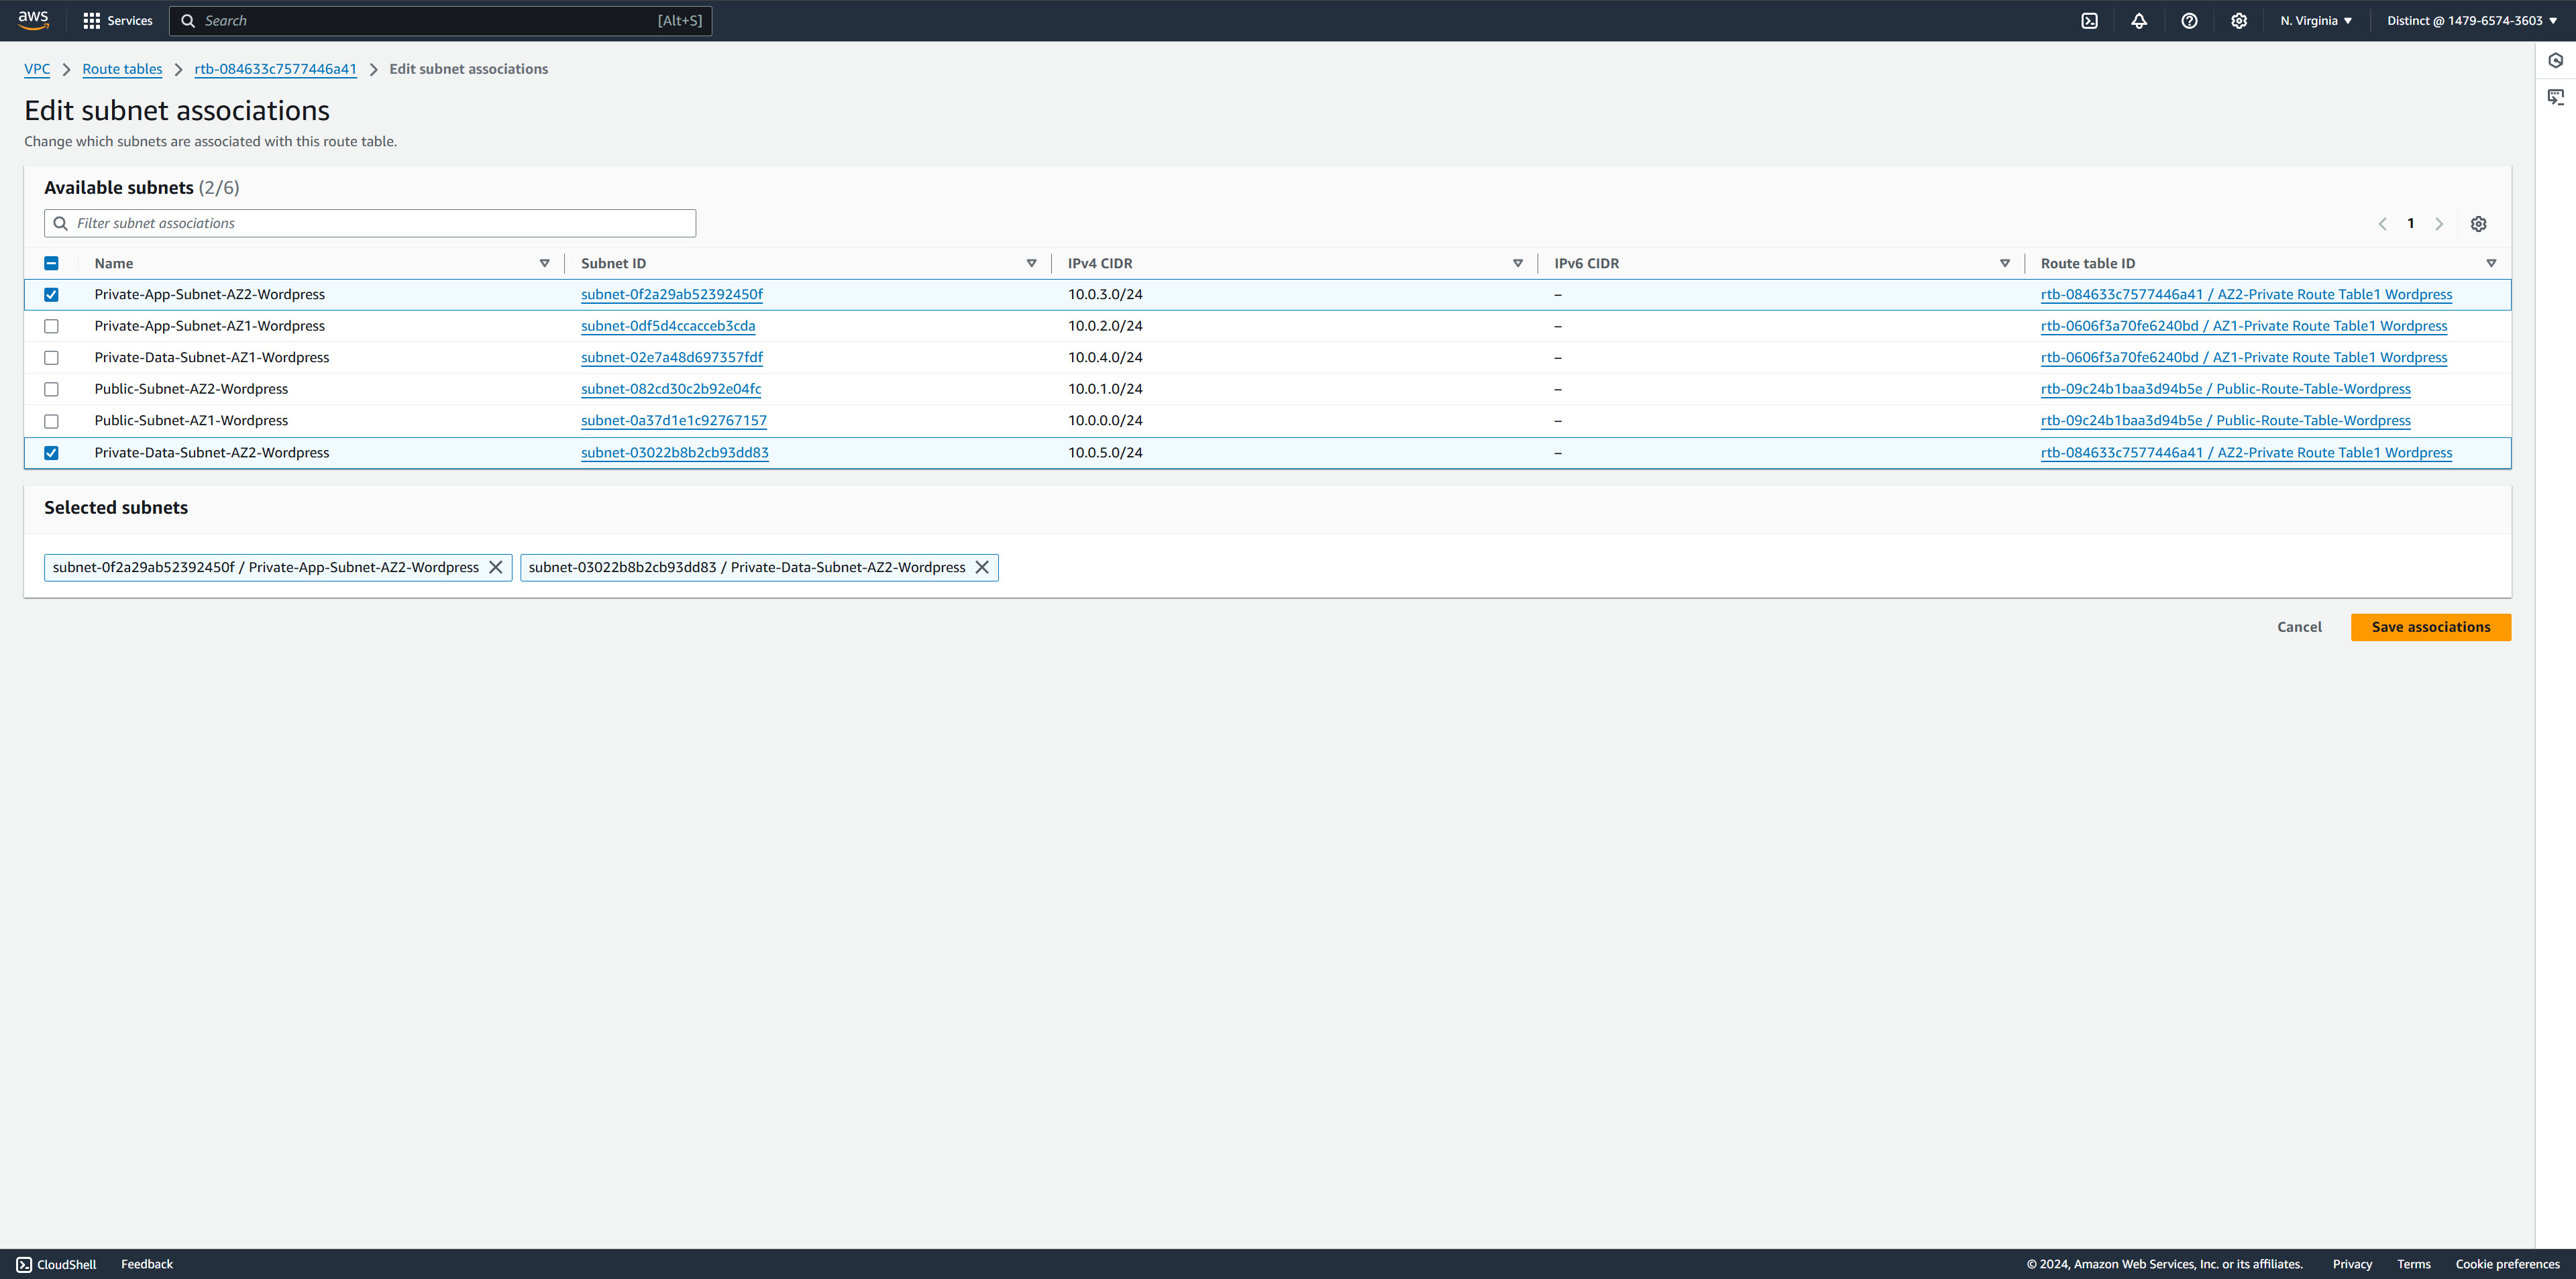 aws Services Search [Alt+S] N. Virginia ▼ Distinct @ 1479-6574-3603 ▼
VPC > Route tables > rtb-084633c7577446a41 > Edit subnet associations
Edit subnet associations
Change which subnets are associated with this route table.
Available subnets (2/6)
Filter subnet associations
< 1 >
Name Subnet ID IPv4 CIDR IPv6 CIDR Route table ID
Private-App-Subnet-AZ2-Wordpress subnet-0f2a29ab52392450f 10.0.3.0/24 – rtb-084633c7577446a41 / AZ2-Private Route Table1 Wordpress
Private-App-Subnet-AZ1-Wordpress subnet-0df5d4ccacceb3cda 10.0.2.0/24 – rtb-0606f3a70fe6240bd / AZ1-Private Route Table1 Wordpress
Private-Data-Subnet-AZ1-Wordpress subnet-02e7a48d697357fdf 10.0.4.0/24 – rtb-0606f3a70fe6240bd / AZ1-Private Route Table1 Wordpress
Public-Subnet-AZ2-Wordpress subnet-082cd30c2b92e04fc 10.0.1.0/24 – rtb-09c24b1baa3d94b5e / Public-Route-Table-Wordpress
Public-Subnet-AZ1-Wordpress subnet-0a37d1e1c92767157 10.0.0.0/24 – rtb-09c24b1baa3d94b5e / Public-Route-Table-Wordpress
Private-Data-Subnet-AZ2-Wordpress subnet-03022b8b2cb93dd83 10.0.5.0/24 – rtb-084633c7577446a41 / AZ2-Private Route Table1 Wordpress
Selected subnets
subnet-0f2a29ab52392450f / Private-App-Subnet-AZ2-Wordpress subnet-03022b8b2cb93dd83 / Private-Data-Subnet-AZ2-Wordpress
Cancel Save associations
CloudShell Feedback © 2024, Amazon Web Services, Inc. or its affiliates. Privacy Terms Cookie preferences